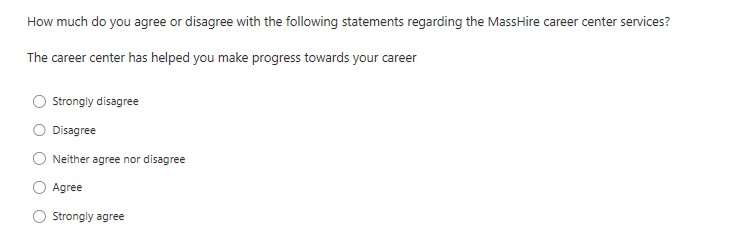 How much do you agree or disagree with the following statements regarding the MassHire career center services?
The career center has helped you make progress towards your career
Strongly disagree
Disagree
Neither agree nor disagree
Agree
Strongly agree